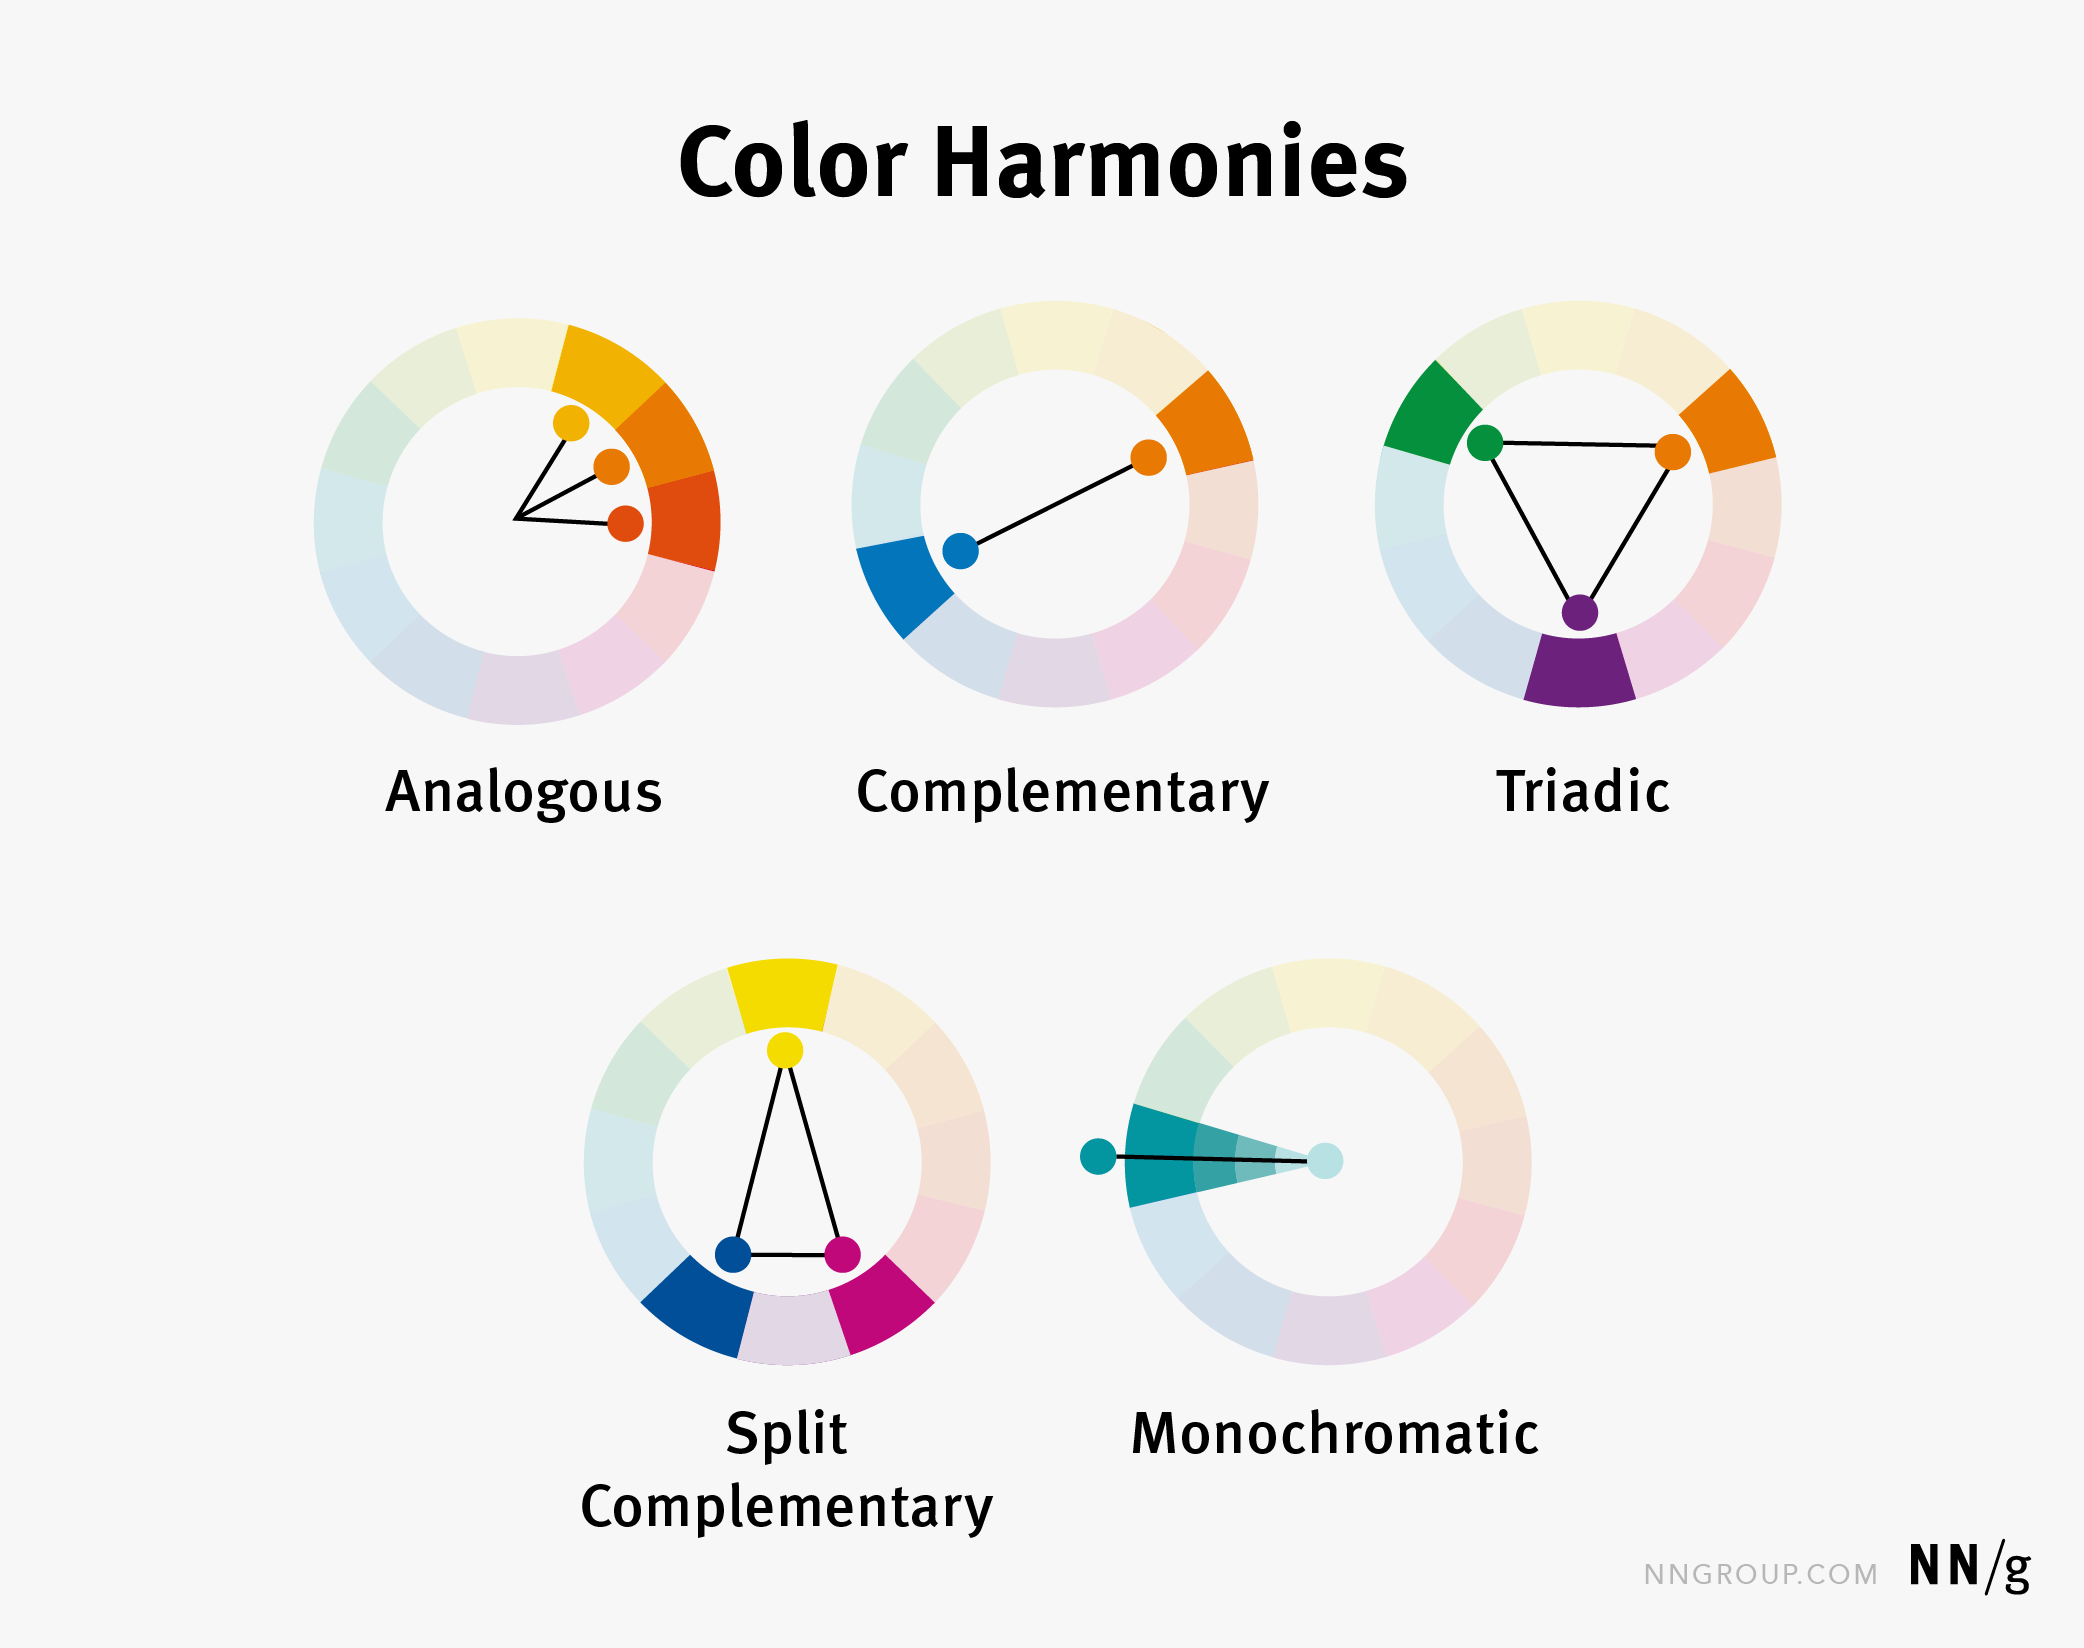 Color Harmonies
Analogous
Complementary
Triadic
Split
Complementary
Monochromatic
NNGROUP.COM NN/g